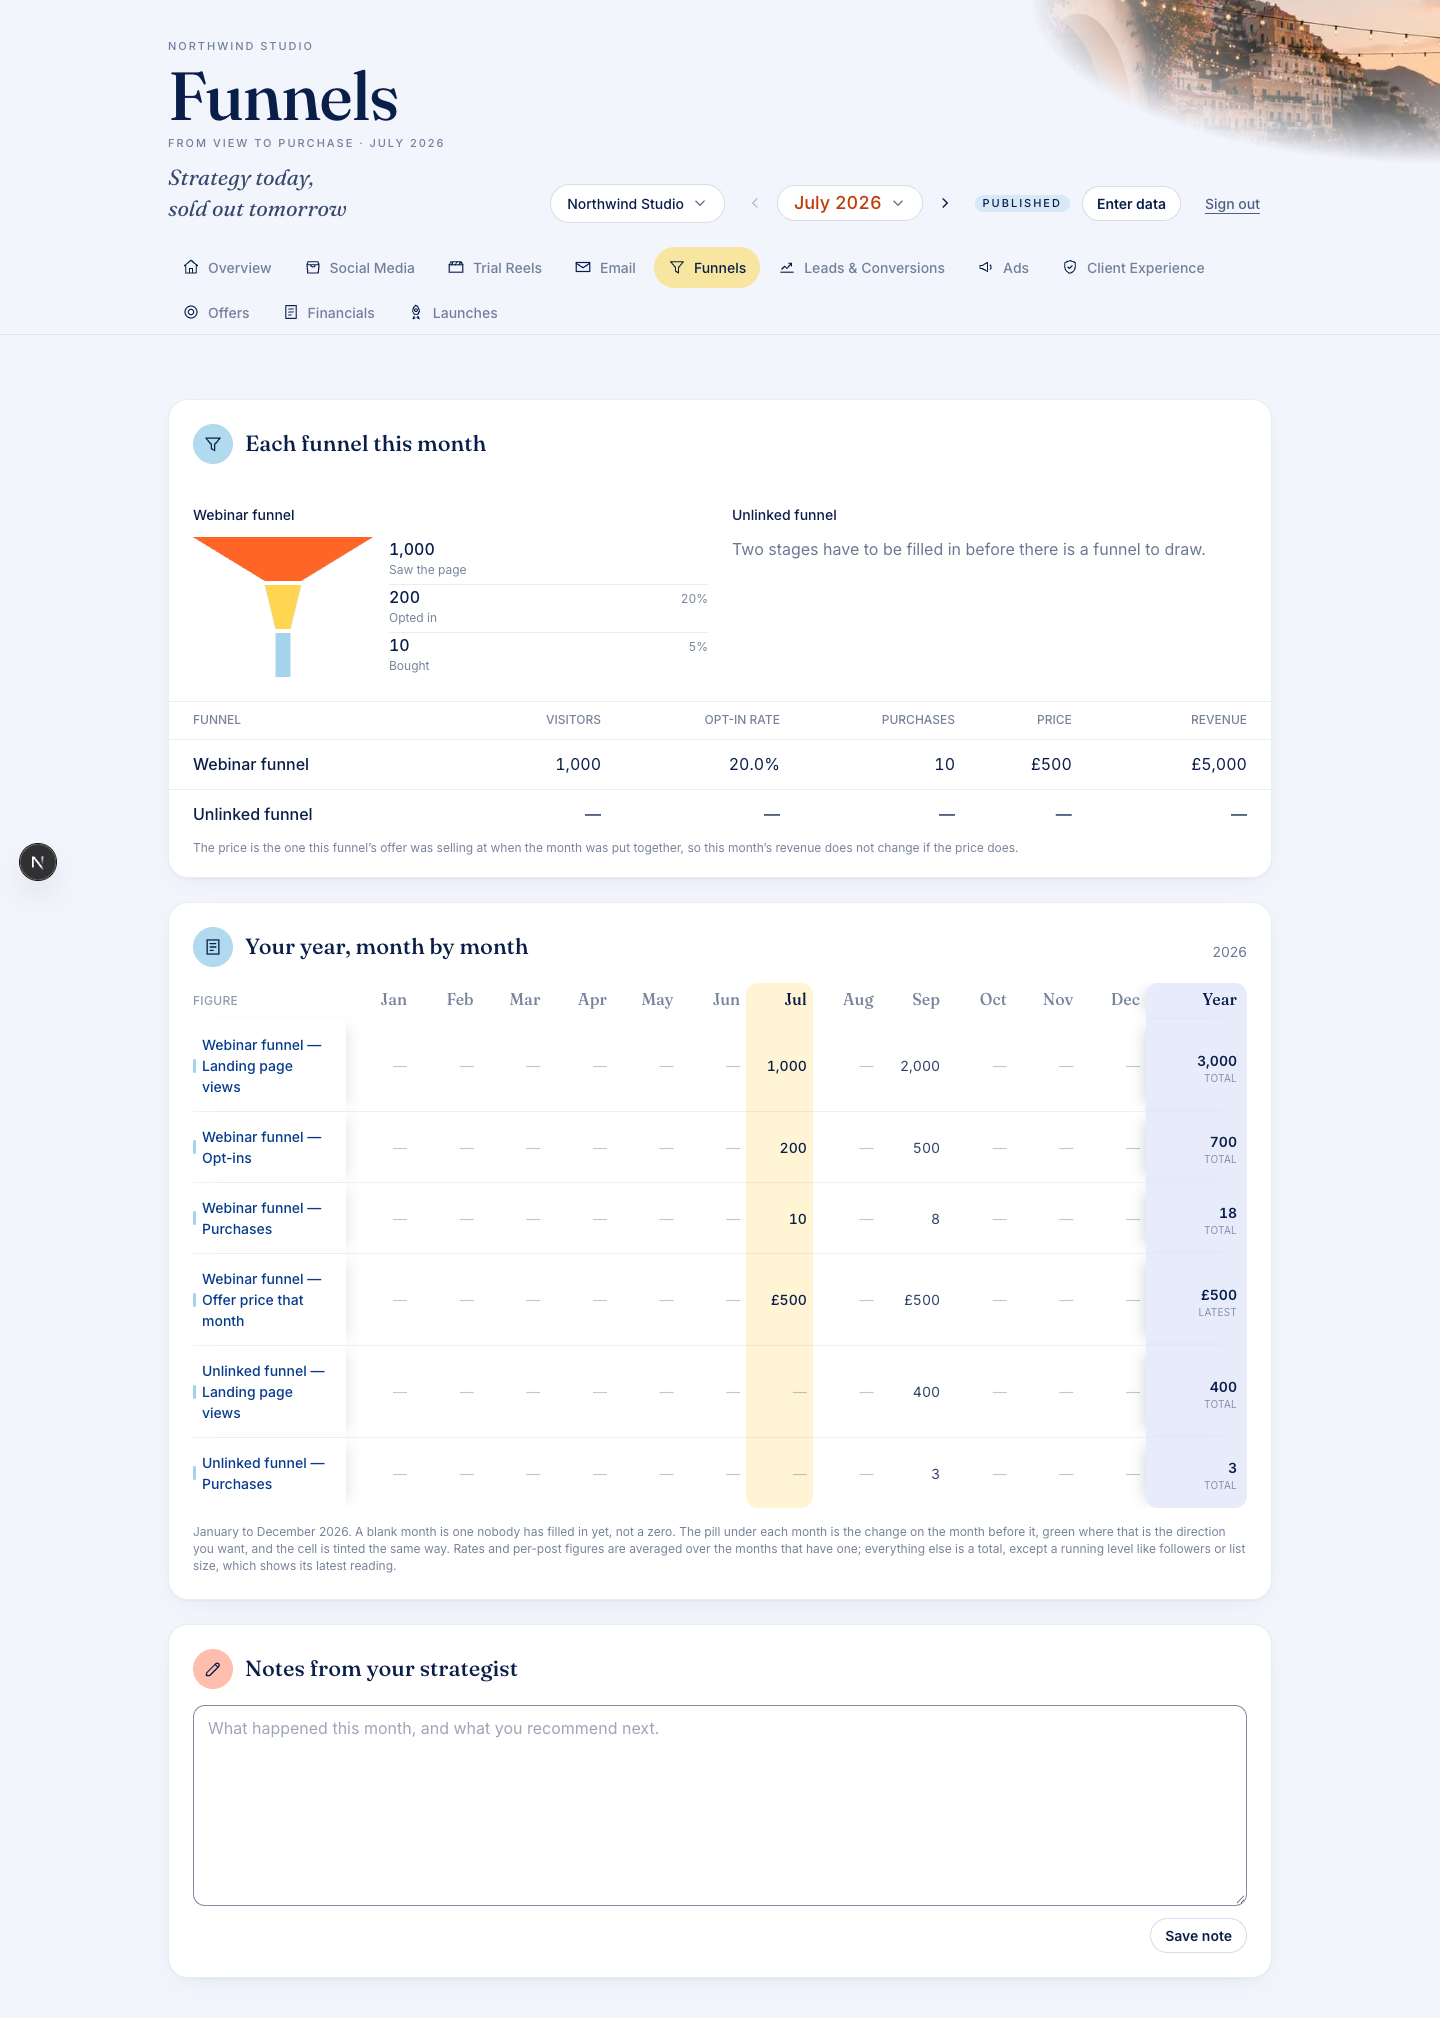 NORTHWIND STUDIO
Funnels
FROM VIEW TO PURCHASE · JULY 2026
Strategy today,
sold out tomorrow
Northwind Studio
July 2026
PUBLISHED
Enter data
Sign out
Overview
Social Media
Trial Reels
Email
Funnels
Leads & Conversions
Ads
Client Experience
Offers
Financials
Launches
Each funnel this month
Webinar funnel
1,000
Saw the page
200 20%
Opted in
10 5%
Bought
Unlinked funnel
Two stages have to be filled in before there is a funnel to draw.
FUNNEL VISITORS OPT-IN RATE PURCHASES PRICE REVENUE
Webinar funnel 1,000 20.0% 10 £500 £5,000
Unlinked funnel — — — — —
The price is the one this funnel’s offer was selling at when the month was put together, so this month’s revenue does not change if the price does.
N
Your year, month by month
2026
FIGURE Jan Feb Mar Apr May Jun Jul Aug Sep Oct Nov Dec Year
Webinar funnel —
Landing page
views
— — — — — — 1,000 — 2,000 — — — 3,000
TOTAL
Webinar funnel —
Opt-ins
— — — — — — 200 — 500 — — — 700
TOTAL
Webinar funnel —
Purchases
— — — — — — 10 — 8 — — — 18
TOTAL
Webinar funnel —
Offer price that
month
— — — — — — £500 — £500 — — — £500
LATEST
Unlinked funnel —
Landing page
views
— — — — — — — — 400 — — — 400
TOTAL
Unlinked funnel —
Purchases
— — — — — — — — 3 — — — 3
TOTAL
January to December 2026. A blank month is one nobody has filled in yet, not a zero. The pill under each month is the change on the month before it, green where that is the direction
you want, and the cell is tinted the same way. Rates and per-post figures are averaged over the months that have one; everything else is a total, except a running level like followers or list
size, which shows its latest reading.
Notes from your strategist
What happened this month, and what you recommend next.
Save note